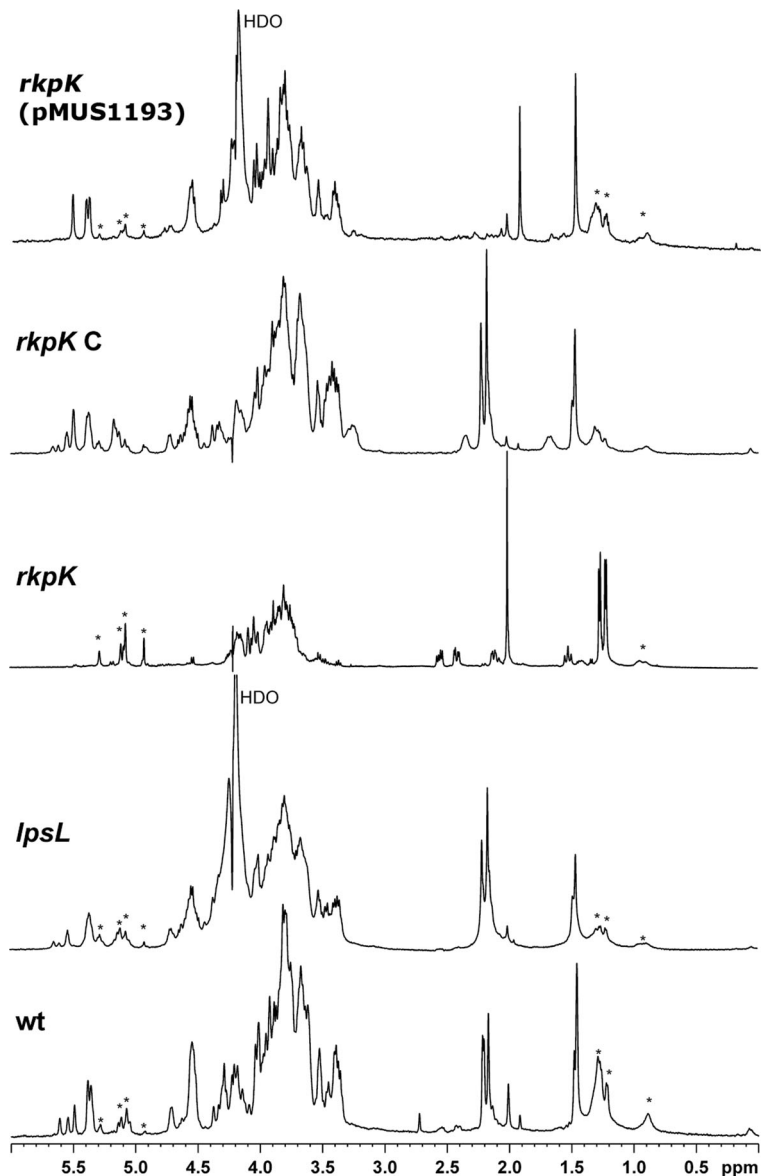 HDO
rkpK
(pMUS1193)
* * * * * * *
rkpK C
rkpK
* * * * *
HDO
lpsL
* * * * * * *
wt
* * * * * * *
5.5 5.0 4.5 4.0 3.5 3.0 2.5 2.0 1.5 1.0 0.5 ppm